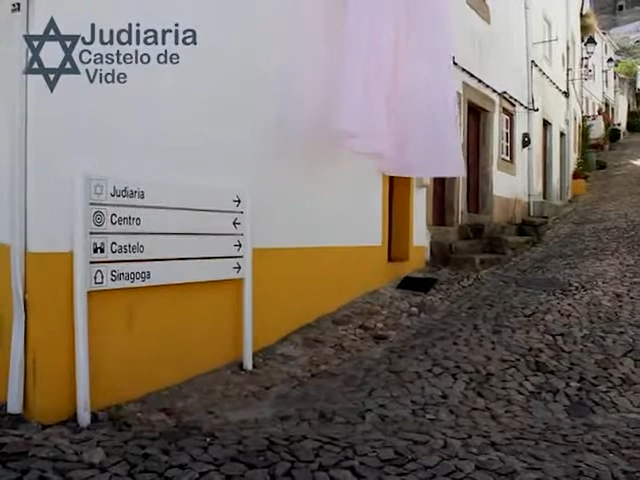 Judiaria
Castelo de
Vide
Judiaria
Centro
Castelo
Sinagoga